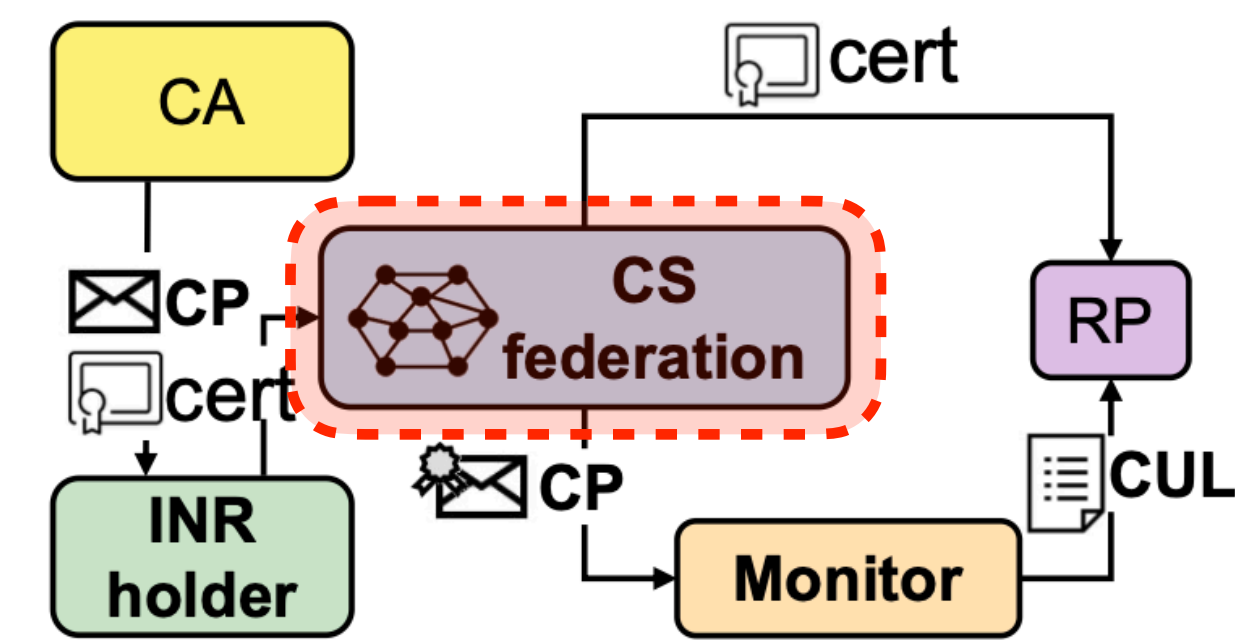 CA
cert
CP
cert
CS
federation
RP
CP
CUL
INR
holder
Monitor